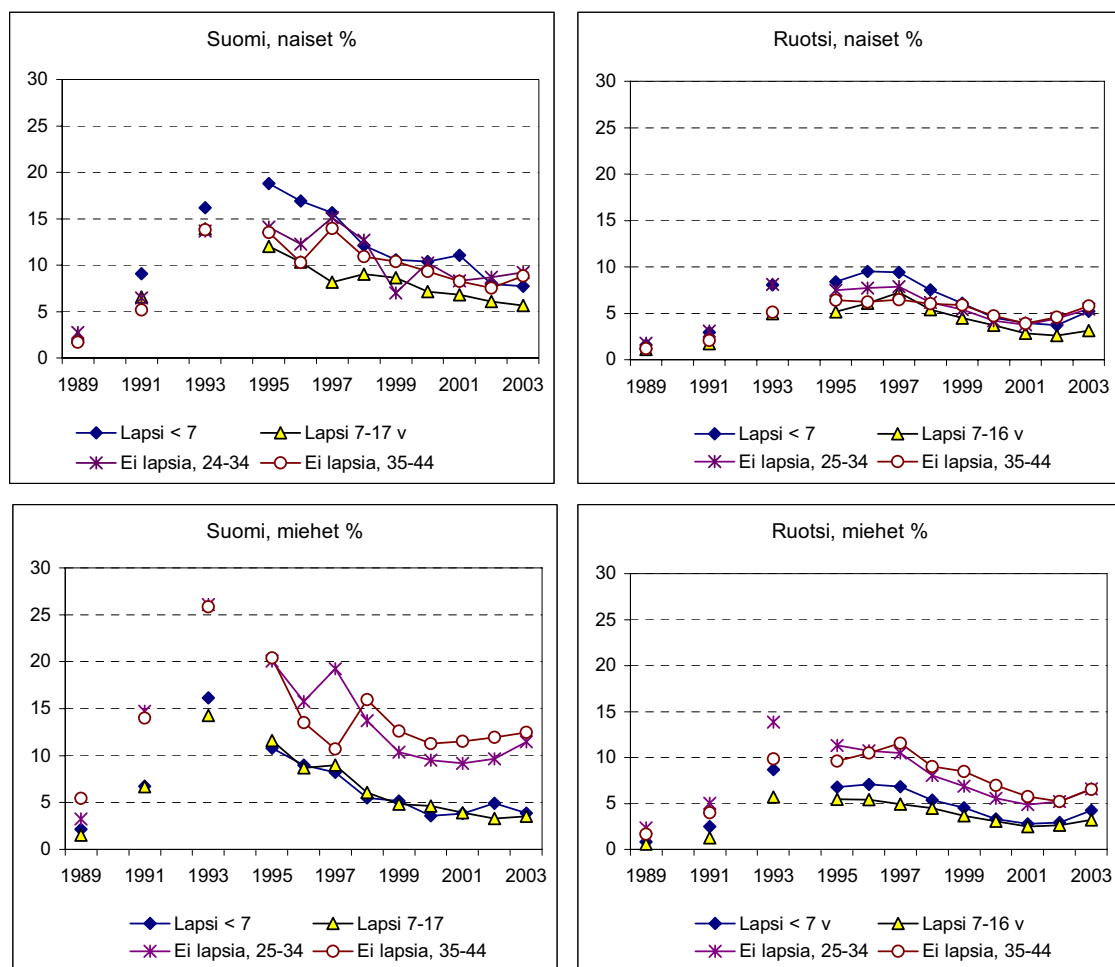 Suomi, naiset %
30
25
20
15
10
5
0
1989 1991 1993 1995 1997 1999 2001 2003
Lapsi < 7 Lapsi 7-17 v
Ei lapsia, 24-34 Ei lapsia, 35-44
Ruotsi, naiset %
30
25
20
15
10
5
0
1989 1991 1993 1995 1997 1999 2001 2003
Lapsi < 7 Lapsi 7-16 v
Ei lapsia, 25-34 Ei lapsia, 35-44
Suomi, miehet %
30
25
20
15
10
5
0
1989 1991 1993 1995 1997 1999 2001 2003
Lapsi < 7 Lapsi 7-17
Ei lapsia, 25-34 Ei lapsia, 35-44
Ruotsi, miehet %
30
25
20
15
10
5
0
1989 1991 1993 1995 1997 1999 2001 2003
Lapsi < 7 v Lapsi 7-16 v
Ei lapsia, 25-34 Ei lapsia, 35-44